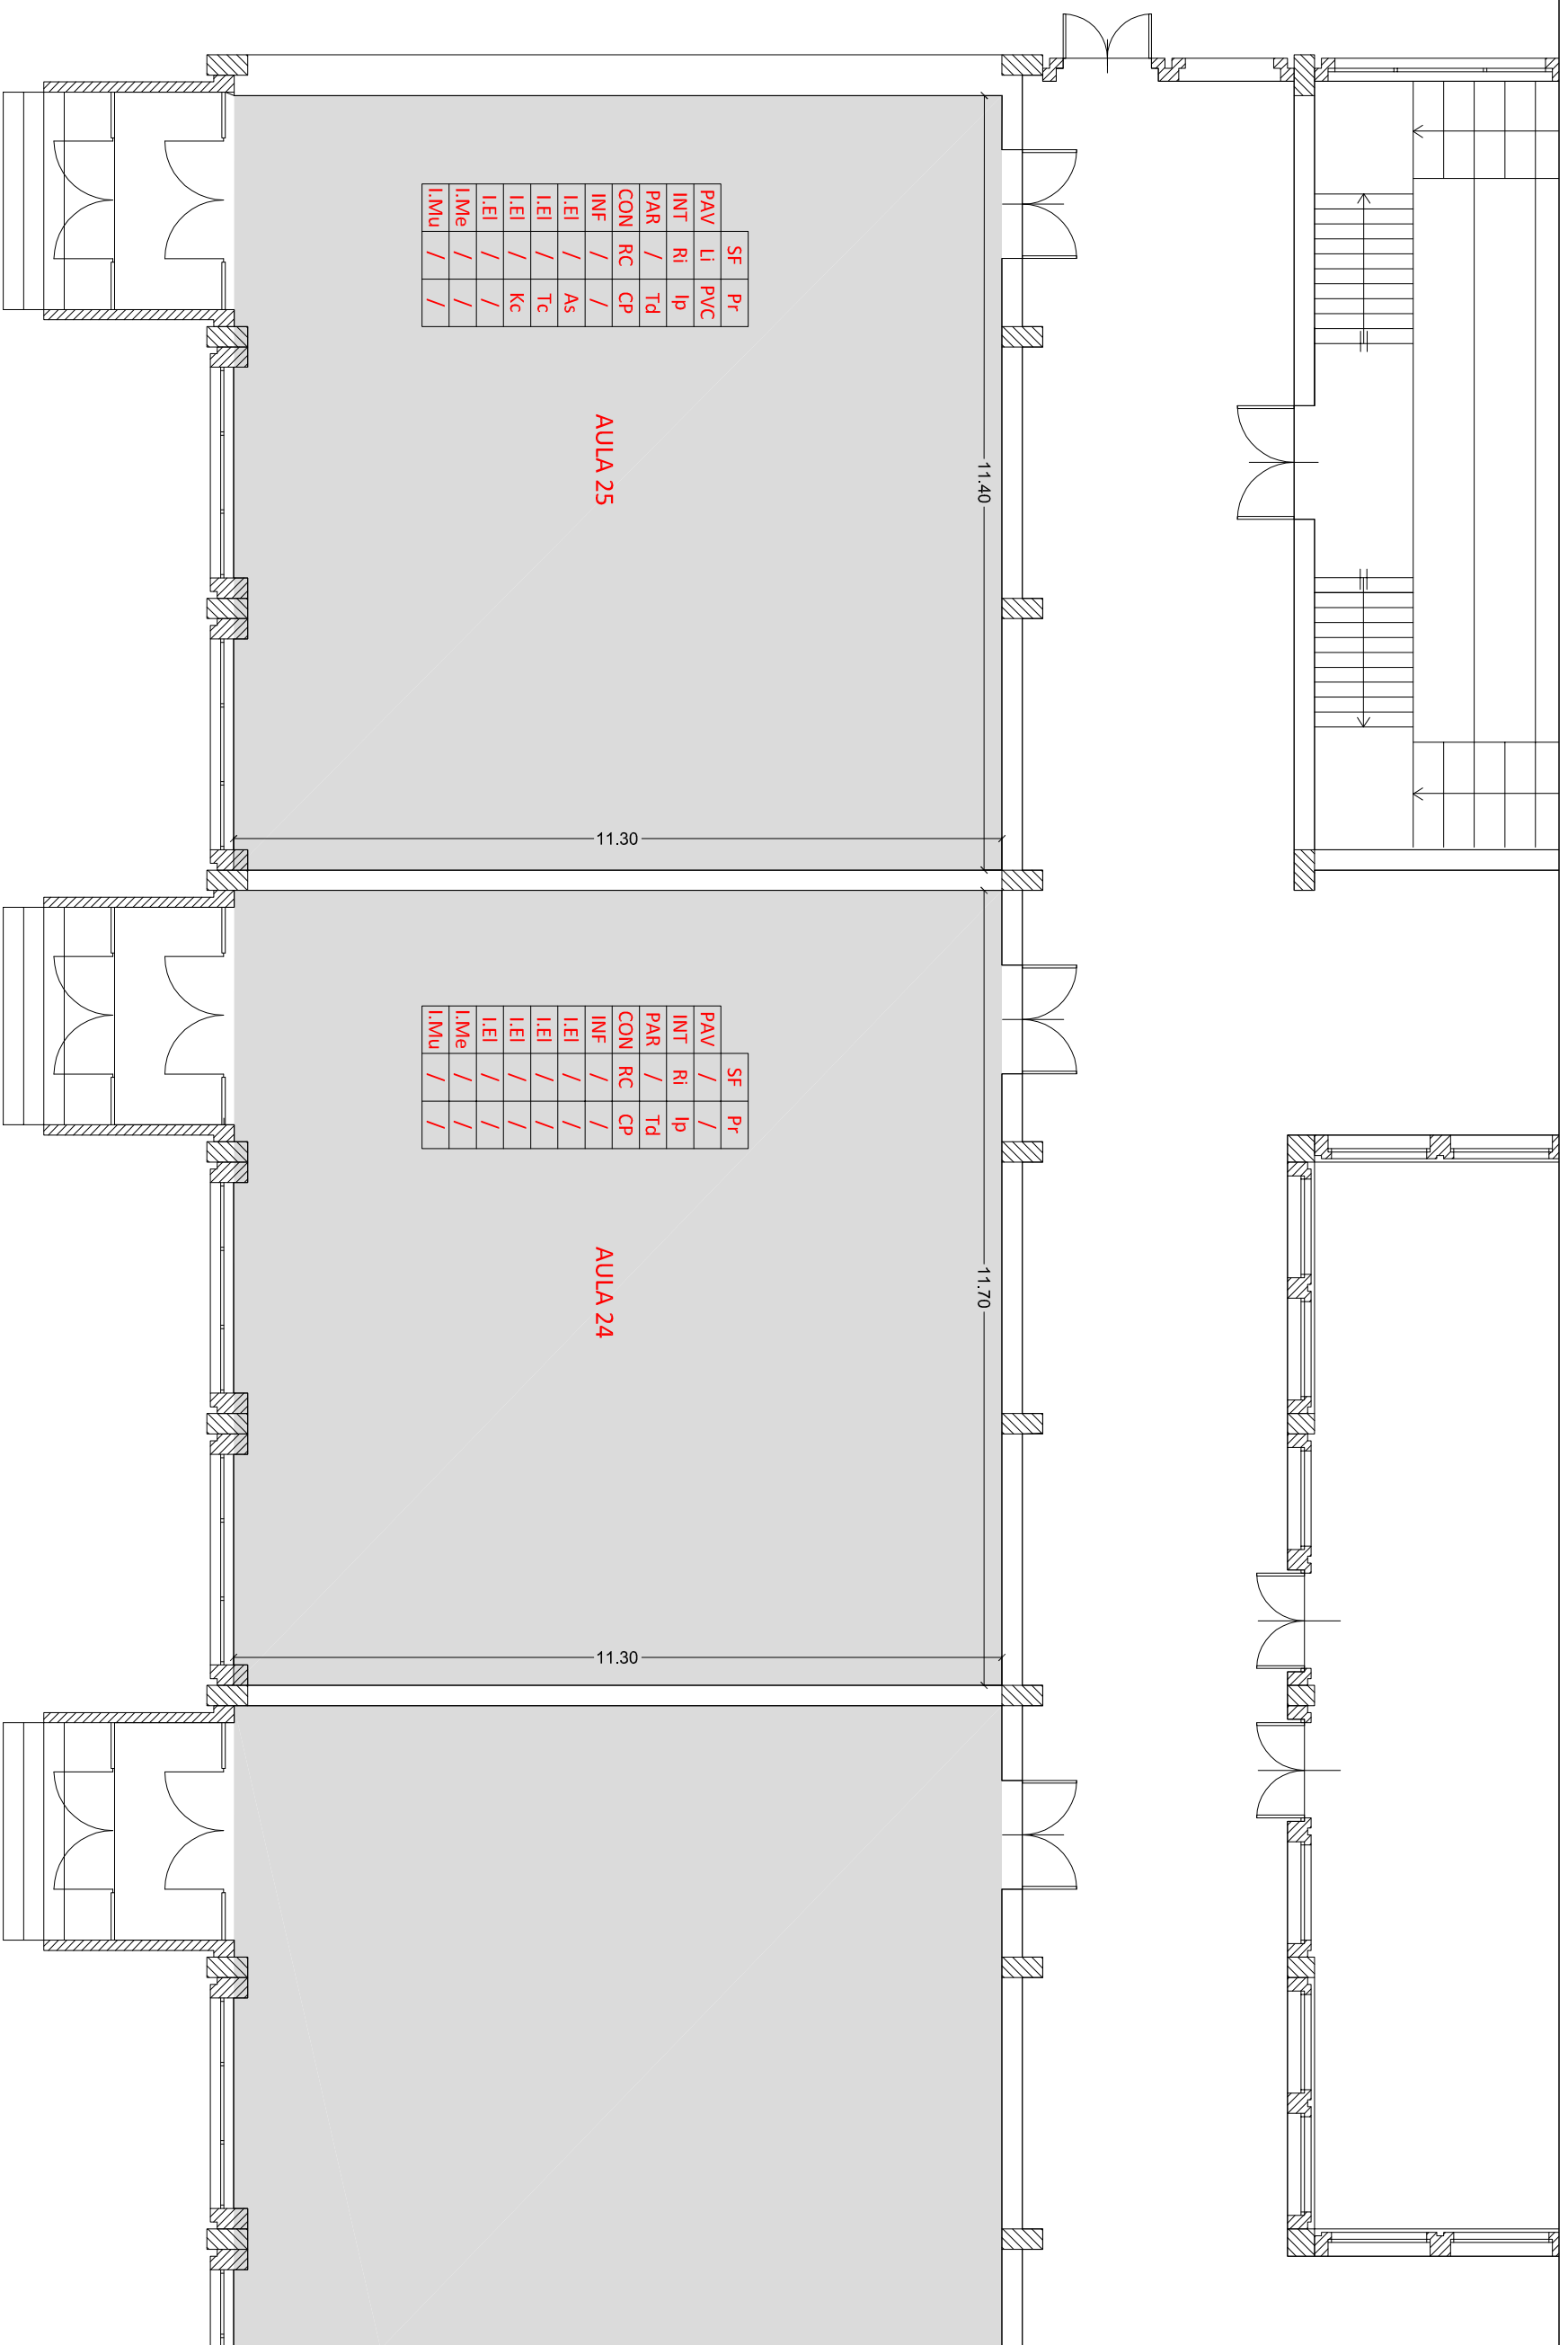 SF Pr
PAV Li PVC
INT Ri Ip
PAR / Td
CON RC CP
INF / /
I.El / As
I.El / Tc
I.El / Kc
I.El / /
I.Me / /
I.Mu / /
AULA 25
11.40
11.30
SF Pr
PAV / /
INT Ri Ip
PAR / Td
CON RC CP
INF / /
I.El / /
I.El / /
I.El / /
I.El / /
I.Me / /
I.Mu / /
AULA 24
11.70
11.30